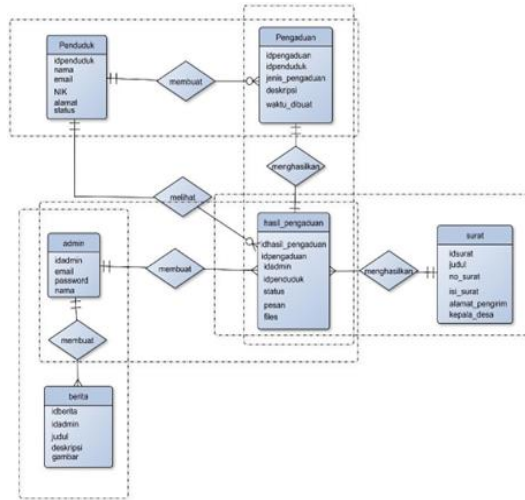 Penduduk
idpenduduk
nama
email
NIK
alamat
status
membuat
Pengaduan
idpengaduan
idpenduduk
jenis_pengaduan
deskripsi
waktu_dibuat
menghasilkan
melihat
admin
idadmin
email
password
nama
membuat
hasil_pengaduan
idhasil_pengaduan
idpengaduan
idadmin
idpenduduk
status
pesan
files
menghasilkan
surat
idsurat
judul
no_surat
isi_surat
alamat_pengirim
kepala_desa
membuat
berita
idberita
idadmin
judul
deskripsi
gambar